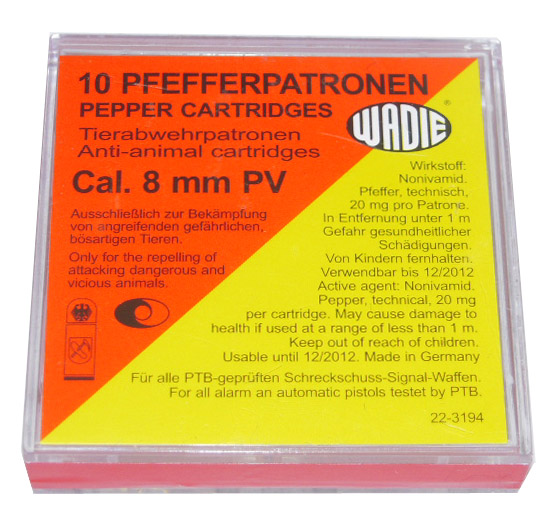 10 PFEFFERPATRONEN
PEPPER CARTRIDGES
WADIE®
Tierabwehrpatronen
Anti-animal cartridges
Cal. 8 mm PV
Ausschließlich zur Bekämpfung
von angreifenden gefährlichen,
bösartigen Tieren.
Only for the repelling of
attacking dangerous and
vicious animals.
Wirkstoff:
Nonivamid.
Pfeffer, technisch,
20 mg pro Patrone.
In Entfernung unter 1 m
Gefahr gesundheitlicher
Schädigungen.
Von Kindern fernhalten.
Verwendbar bis 12/2012
Active agent: Nonivamid.
Pepper, technical, 20 mg
per cartridge. May cause damage to
health if used at a range of less than 1 m.
Keep out of reach of children.
Usable until 12/2012. Made in Germany
Für alle PTB-geprüften Schreckschuss-Signal-Waffen.
For all alarm an automatic pistols testet by PTB.
22-3194